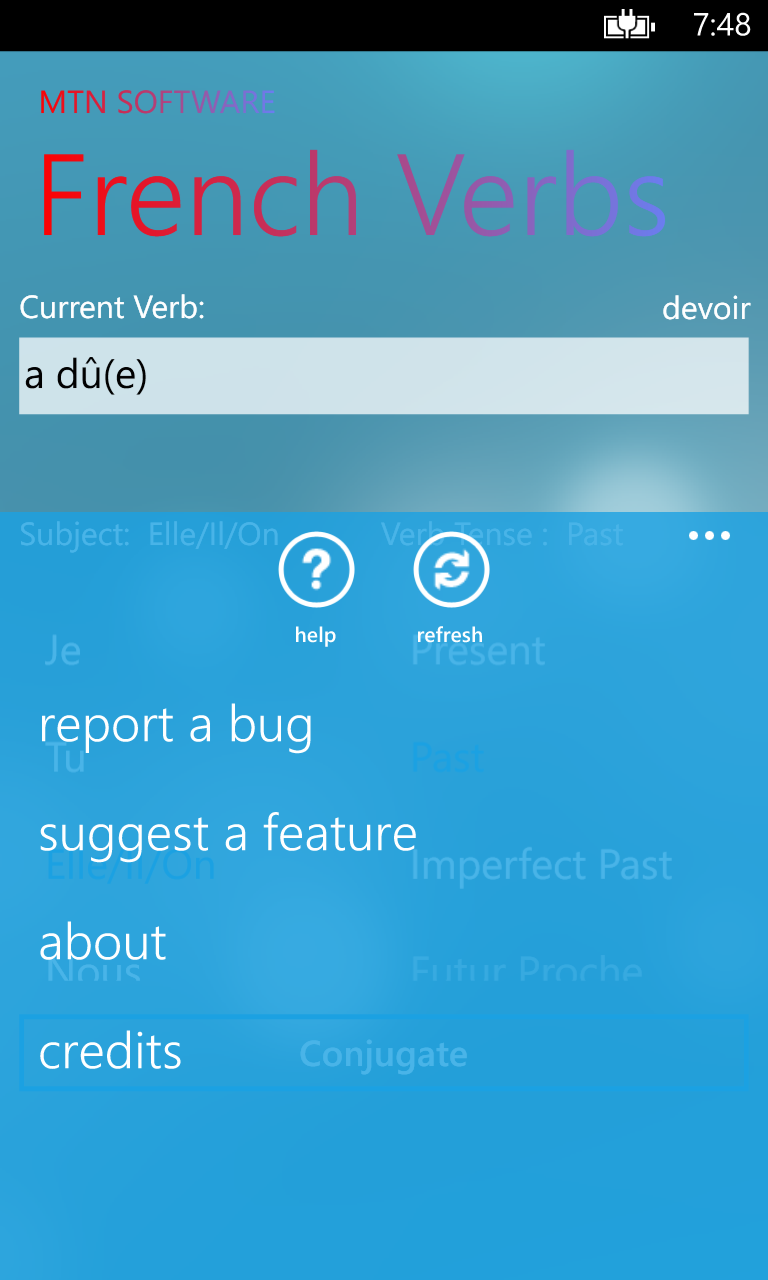 7:48
MTN SOFTWARE
French Verbs
Current Verb: devoir
a dû(e)
Subject: Elle/Il/On Verb Tense : Past
help refresh
Je Present
report a bug
Tu Past
suggest a feature
Elle/Il/On Imperfect Past
about
Nous Futur Proche
credits Conjugate